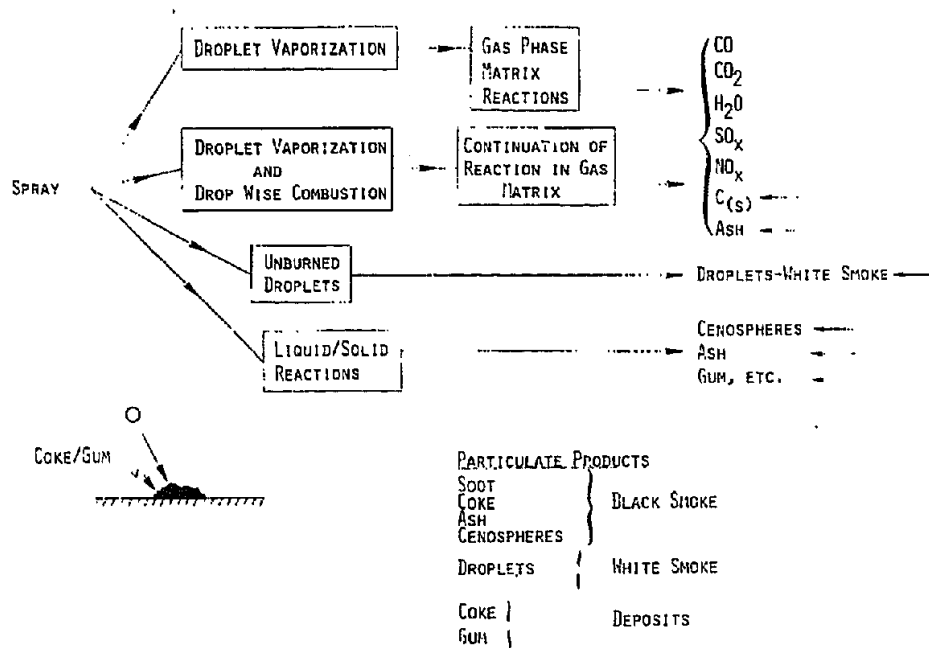 DROPLET VAPORIZATION
GAS PHASE
MATRIX
REACTIONS
CO
CO2
H2O
SOx
NOx
C(S)
ASH
DROPLET VAPORIZATION
AND
DROP WISE COMBUSTION
CONTINUATION OF
REACTION IN GAS
MATRIX
SPRAY
UNBURNED
DROPLETS
DROPLETS-WHITE SMOKE
LIQUID/SOLID
REACTIONS
CENOSPHERES
ASH
GUM, ETC.
COKE/GUM
PARTICULATE PRODUCTS
SOOT
COKE
ASH
CENOSPHERES
BLACK SMOKE
DROPLETS
WHITE SMOKE
COKE
GUM
DEPOSITS